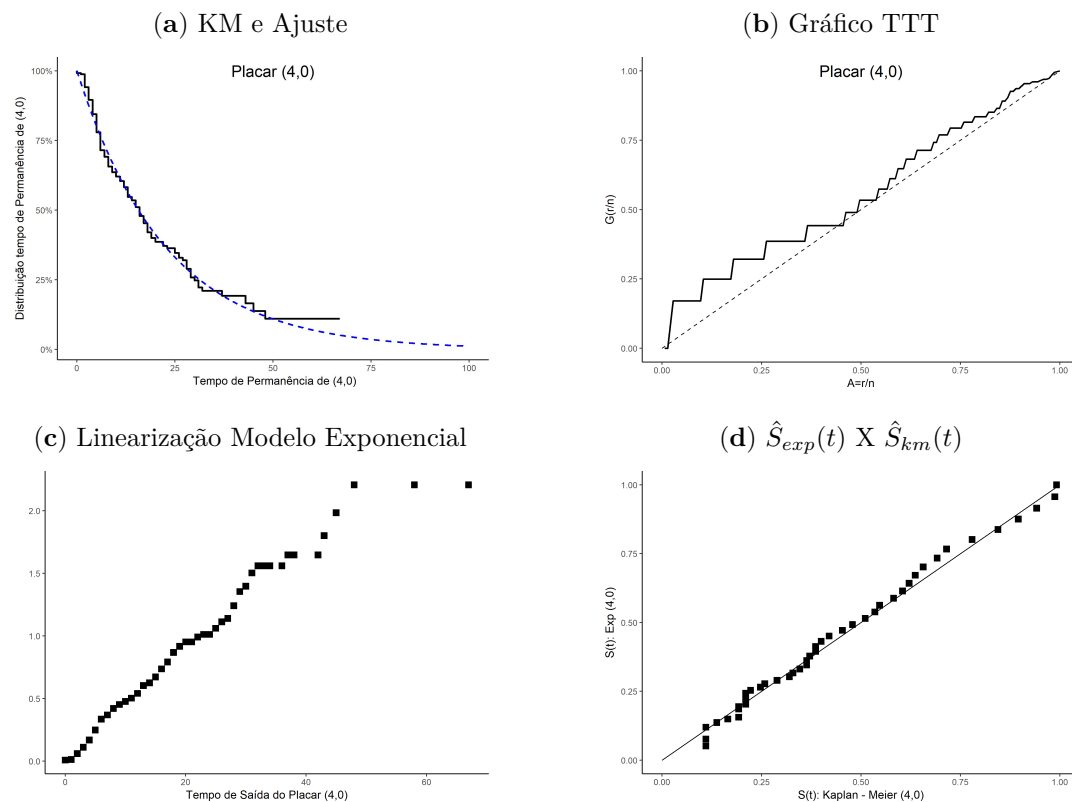 (a) KM e Ajuste
Placar (4,0)
Distribuição tempo de Permanência de (4,0)
100%
75%
50%
25%
0%
0 25 50 75 100
Tempo de Permanência de (4,0)
(b) Gráfico TTT
Placar (4,0)
G(r/n)
1.00
0.75
0.50
0.25
0.00
0.00 0.25 0.50 0.75 1.00
A=r/n
(c) Linearização Modelo Exponencial
2.0
1.5
1.0
0.5
0.0
0 20 40 60
Tempo de Saída do Placar (4,0)
(d) Ŝ_exp(t) X Ŝ_km(t)
S(t): Exp (4,0)
1.00
0.75
0.50
0.25
0.00
0.00 0.25 0.50 0.75 1.00
S(t): Kaplan - Meier (4,0)